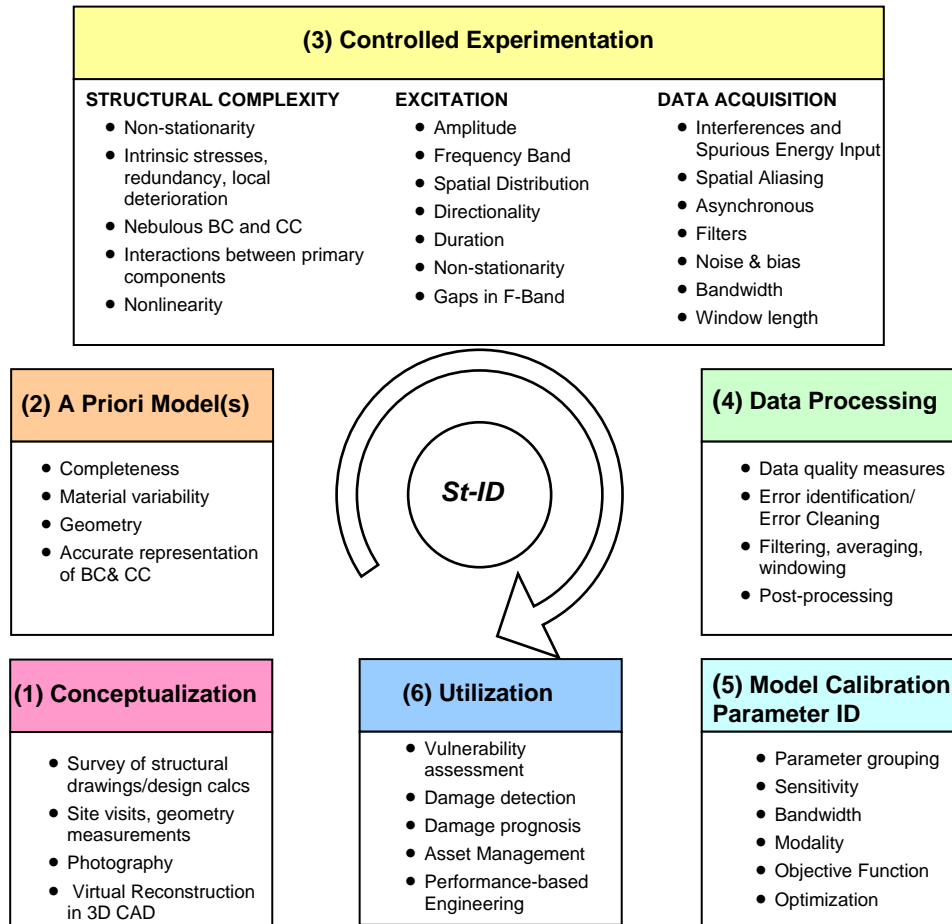 (3) Controlled Experimentation
STRUCTURAL COMPLEXITY
• Non-stationarity
• Intrinsic stresses,
redundancy, local
deterioration
• Nebulous BC and CC
• Interactions between primary
components
• Nonlinearity
EXCITATION
• Amplitude
• Frequency Band
• Spatial Distribution
• Directionality
• Duration
• Non-stationarity
• Gaps in F-Band
DATA ACQUISITION
• Interferences and
Spurious Energy Input
• Spatial Aliasing
• Asynchronous
• Filters
• Noise & bias
• Bandwidth
• Window length
(2) A Priori Model(s)
• Completeness
• Material variability
• Geometry
• Accurate representation
of BC& CC
St-ID
(4) Data Processing
• Data quality measures
• Error identification/
Error Cleaning
• Filtering, averaging,
windowing
• Post-processing
(1) Conceptualization
• Survey of structural
drawings/design calcs
• Site visits, geometry
measurements
• Photography
• Virtual Reconstruction
in 3D CAD
(6) Utilization
• Vulnerability
assessment
• Damage detection
• Damage prognosis
• Asset Management
• Performance-based
Engineering
(5) Model Calibration
Parameter ID
• Parameter grouping
• Sensitivity
• Bandwidth
• Modality
• Objective Function
• Optimization